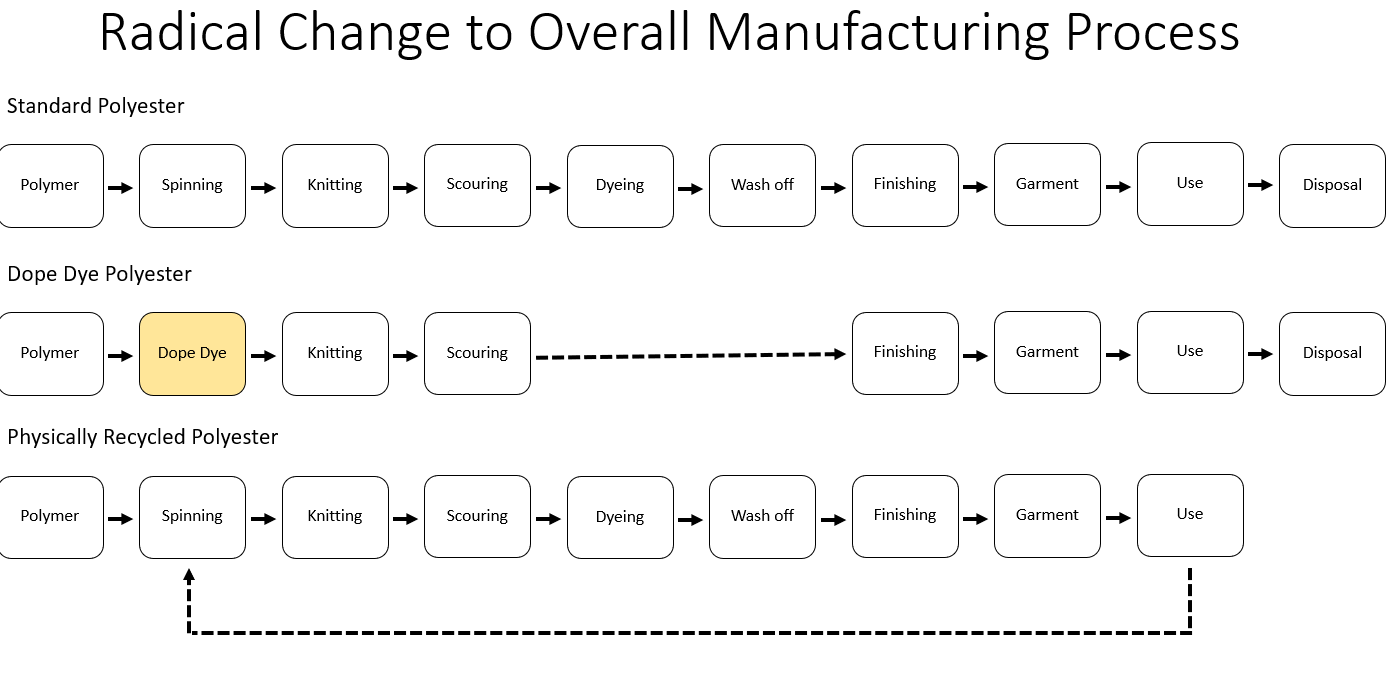 Radical Change to Overall Manufacturing Process
Standard Polyester
Polymer
Spinning
Knitting
Scouring
Dyeing
Wash off
Finishing
Garment
Use
Disposal
Dope Dye Polyester
Polymer
Dope Dye
Knitting
Scouring
Finishing
Garment
Use
Disposal
Physically Recycled Polyester
Polymer
Spinning
Knitting
Scouring
Dyeing
Wash off
Finishing
Garment
Use